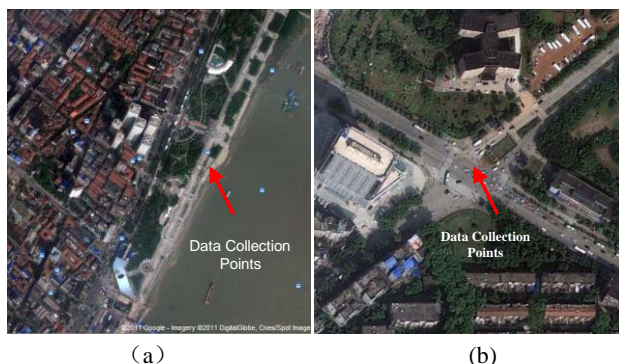 Data Collection
Points
Data Collection
Points
©2011 Google - Imagery ©2011 DigitalGlobe, Cnes/Spot Image
（a） (b)